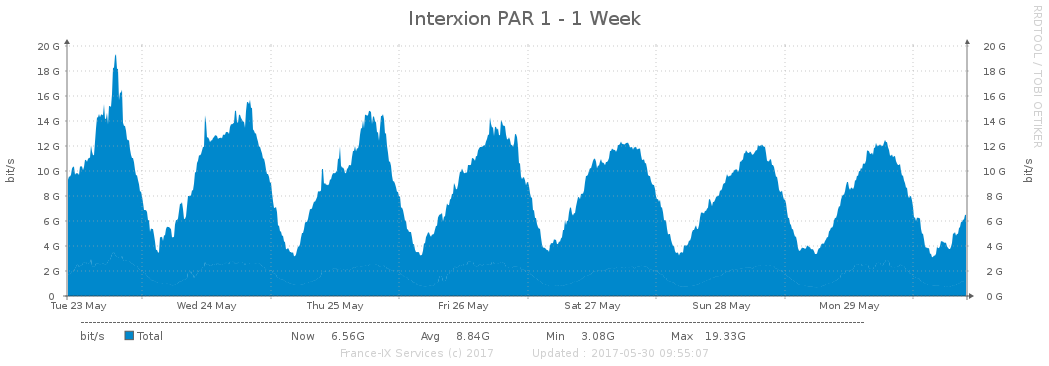 Interxion PAR 1 - 1 Week
RRDTOOL / TOBI OETIKER
bit/s
bit/s
20 G 20 G
18 G 18 G
16 G 16 G
14 G 14 G
12 G 12 G
10 G 10 G
8 G 8 G
6 G 6 G
4 G 4 G
2 G 2 G
0 0 G
Tue 23 May Wed 24 May Thu 25 May Fri 26 May Sat 27 May Sun 28 May Mon 29 May
bit/s Total Now 6.56G Avg 8.84G Min 3.08G Max 19.33G
France-IX Services (c) 2017 Updated : 2017-05-30 09:55:07